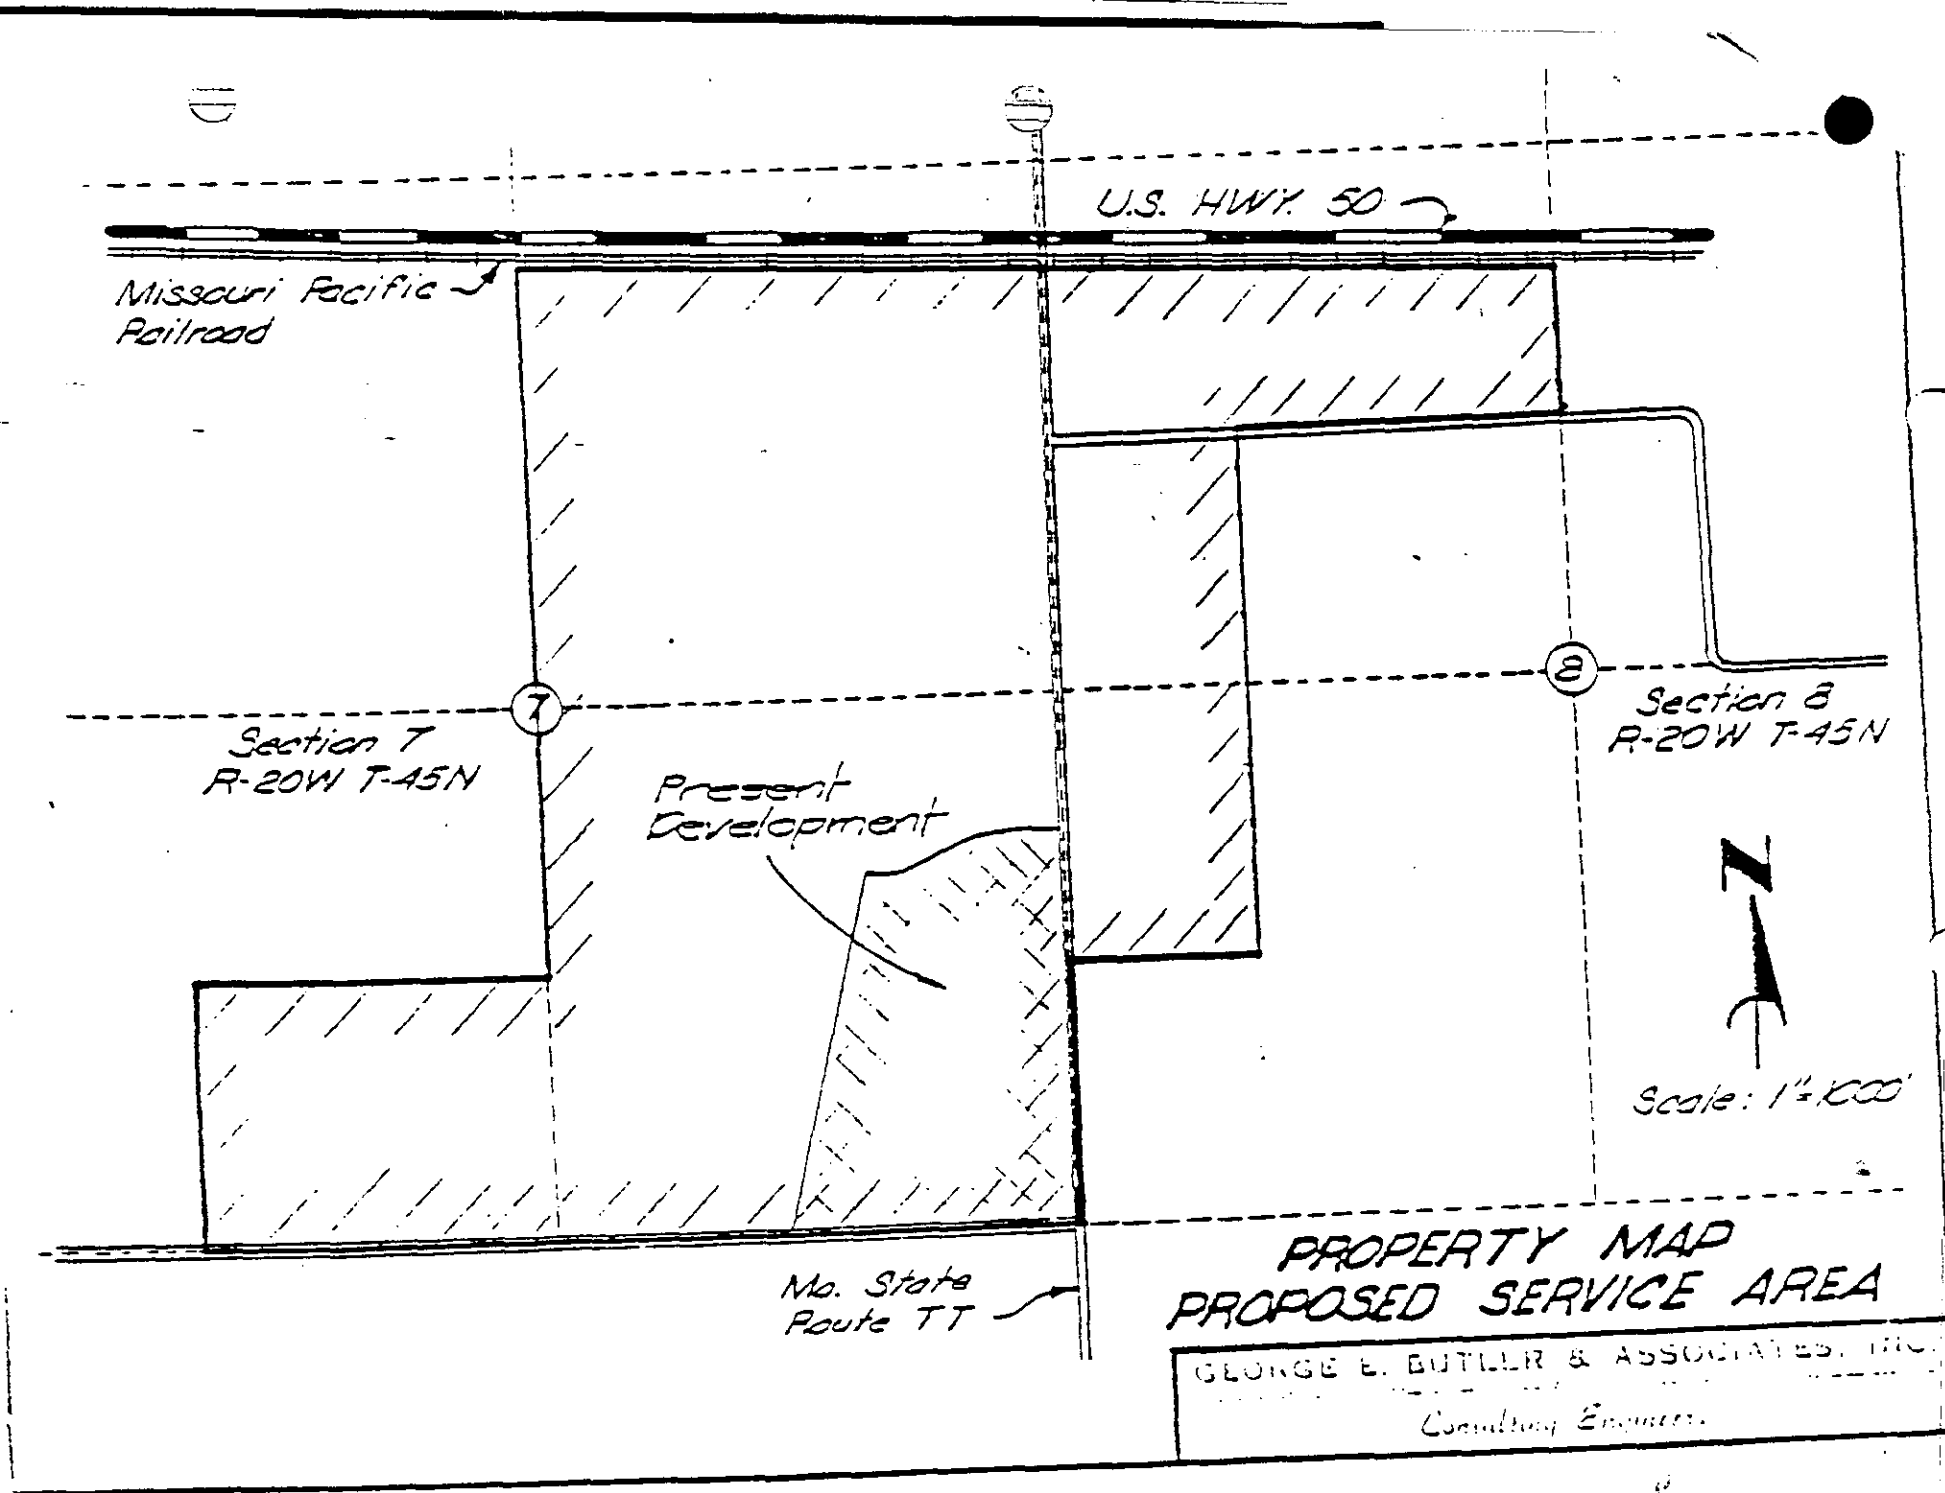 U.S. HWY. 50
Missouri Pacific
Railroad
7
8
Section 7
R-20W T-45N
Section 8
R-20W T-45N
Present
Development
N
Scale: 1"=1000'
PROPERTY MAP
PROPOSED SERVICE AREA
Mo. State
Route TT
GEORGE E. BUTLER & ASSOCIATES, INC.
Consulting Engineers